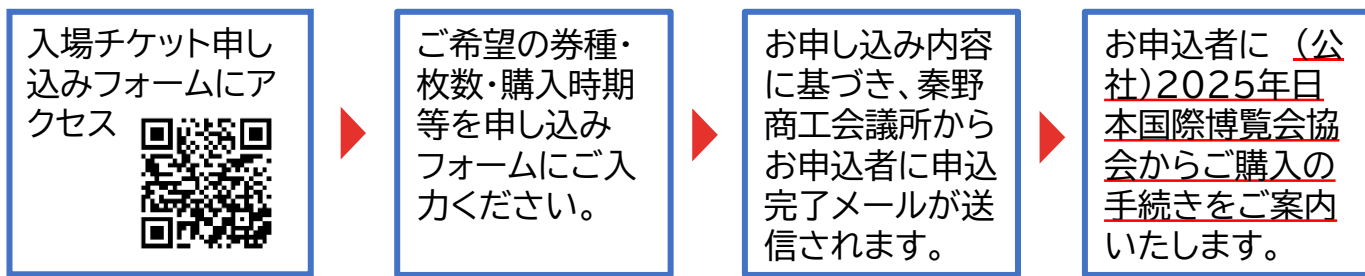 入場チケット申し
込みフォームにア
クセス
ご希望の券種・
枚数・購入時期
等を申し込み
フォームにご入
力ください。
お申し込み内容
に基づき、秦野
商工会議所から
お申込者に申込
完了メールが送
信されます。
お申込者に （公
社）2025年日
本国際博覧会協
会からご購入の
手続きをご案内
いたします。